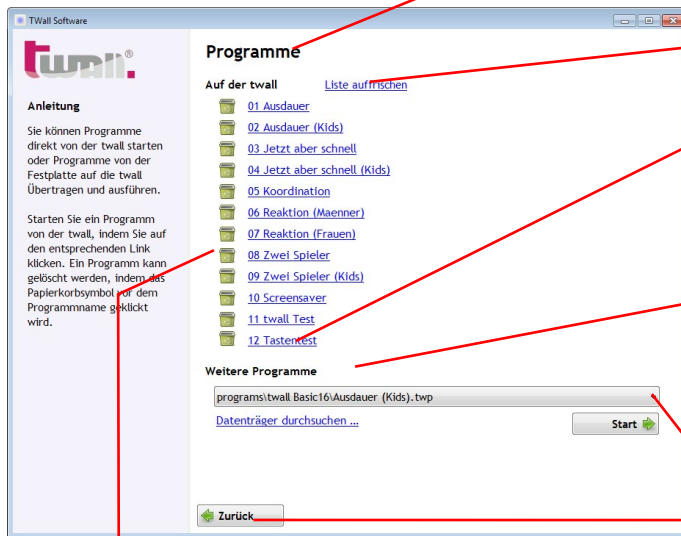 TWall Software
twall®
Anleitung
Sie können Programme
direkt von der twall starten
oder Programme von der
Festplatte auf die twall
Übertragen und ausführen.
Starten Sie ein Programm
von der twall, indem Sie auf
den entsprechenden Link
klicken. Ein Programm kann
gelöscht werden, indem das
Papierkorbsymbol vor dem
Programmname geklickt
wird.
Programme
Auf der twall
Liste auffrischen
01 Ausdauer
02 Ausdauer (Kids)
03 Jetzt aber schnell
04 Jetzt aber schnell (Kids)
05 Koordination
06 Reaktion (Maenner)
07 Reaktion (Frauen)
08 Zwei Spieler
09 Zwei Spieler (Kids)
10 Screensaver
11 twall Test
12 Tastentest
Weitere Programme
programs\twall Basic16\Ausdauer (Kids).twp
Datenträger durchsuchen ...
Start
Zurück